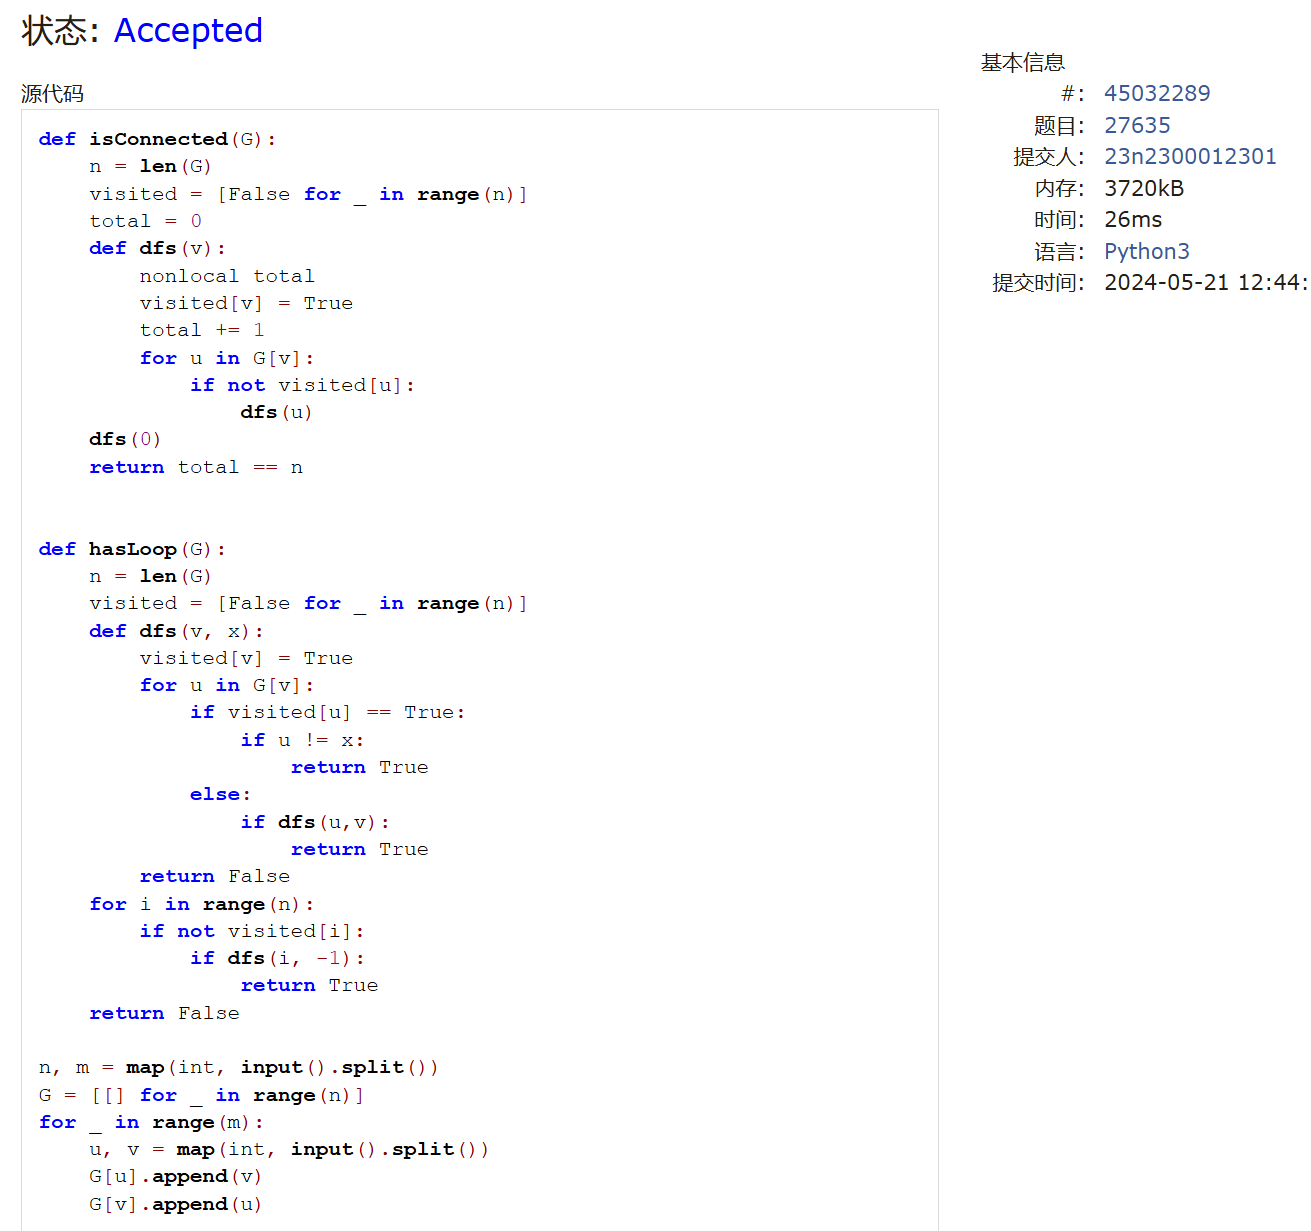 状态: Accepted
源代码
def isConnected(G):
    n = len(G)
    visited = [False for _ in range(n)]
    total = 0
    def dfs(v):
        nonlocal total
        visited[v] = True
        total += 1
        for u in G[v]:
            if not visited[u]:
                dfs(u)
    dfs(0)
    return total == n
def hasLoop(G):
    n = len(G)
    visited = [False for _ in range(n)]
    def dfs(v, x):
        visited[v] = True
        for u in G[v]:
            if visited[u] == True:
                if u != x:
                    return True
            else:
                if dfs(u,v):
                    return True
        return False
    for i in range(n):
        if not visited[i]:
            if dfs(i, -1):
                return True
    return False
n, m = map(int, input().split())
G = [[] for _ in range(n)]
for _ in range(m):
    u, v = map(int, input().split())
    G[u].append(v)
    G[v].append(u)
基本信息
#: 45032289
题目: 27635
提交人: 23n2300012301
内存: 3720kB
时间: 26ms
语言: Python3
提交时间: 2024-05-21 12:44: